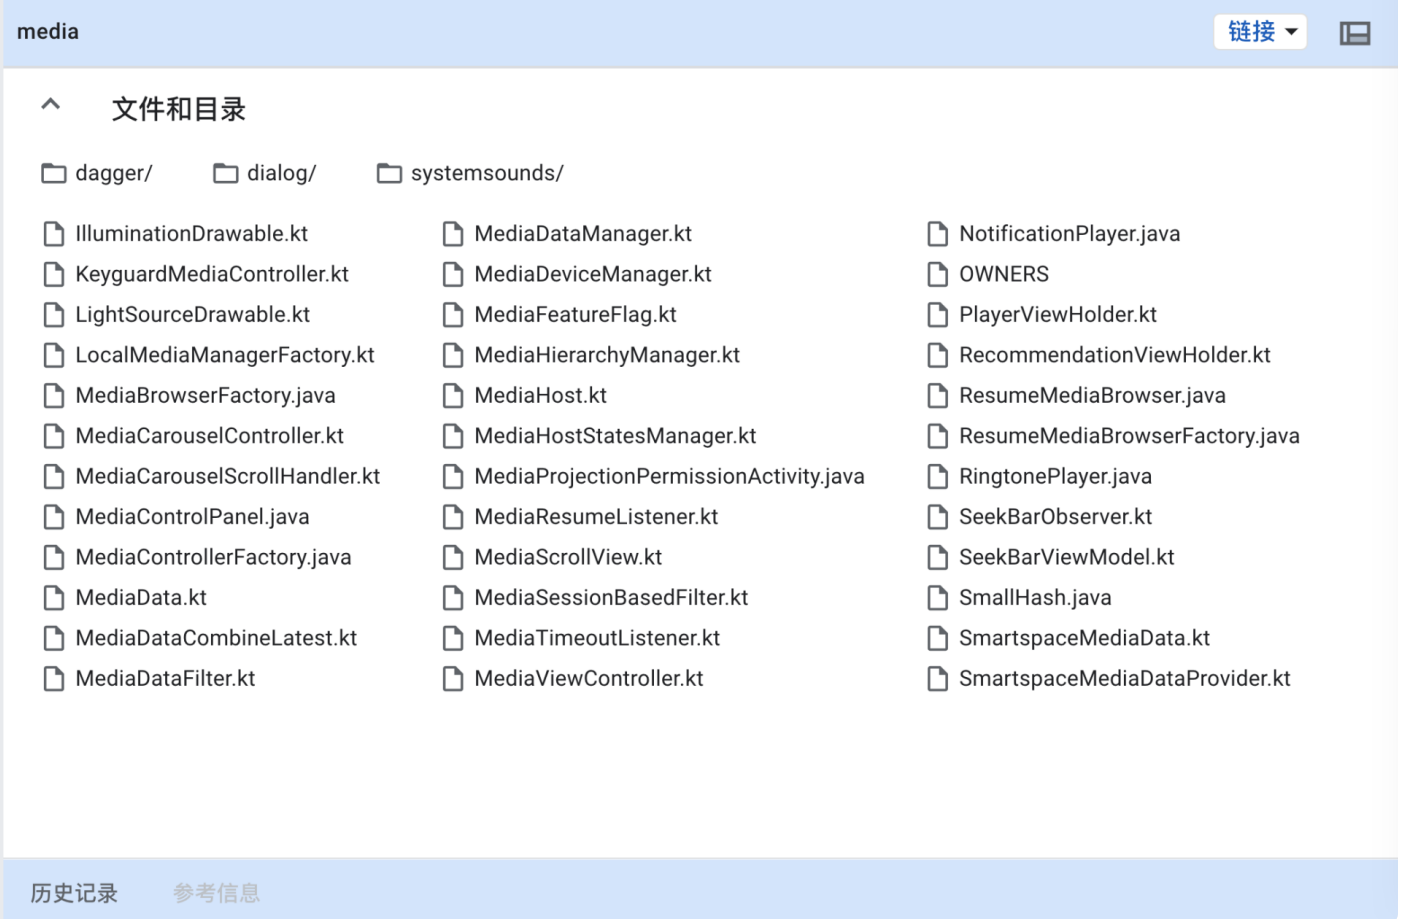 media
链接
文件和目录
dagger/ dialog/ systemsounds/
IlluminationDrawable.kt MediaDataManager.kt NotificationPlayer.java
KeyguardMediaController.kt MediaDeviceManager.kt OWNERS
LightSourceDrawable.kt MediaFeatureFlag.kt PlayerViewHolder.kt
LocalMediaManagerFactory.kt MediaHierarchyManager.kt RecommendationViewHolder.kt
MediaBrowserFactory.java MediaHost.kt ResumeMediaBrowser.java
MediaCarouselController.kt MediaHostStatesManager.kt ResumeMediaBrowserFactory.java
MediaCarouselScrollHandler.kt MediaProjectionPermissionActivity.java RingtonePlayer.java
MediaControlPanel.java MediaResumeListener.kt SeekBarObserver.kt
MediaControllerFactory.java MediaScrollView.kt SeekBarViewModel.kt
MediaData.kt MediaSessionBasedFilter.kt SmallHash.java
MediaDataCombineLatest.kt MediaTimeoutListener.kt SmartspaceMediaData.kt
MediaDataFilter.kt MediaViewController.kt SmartspaceMediaDataProvider.kt
历史记录 参考信息